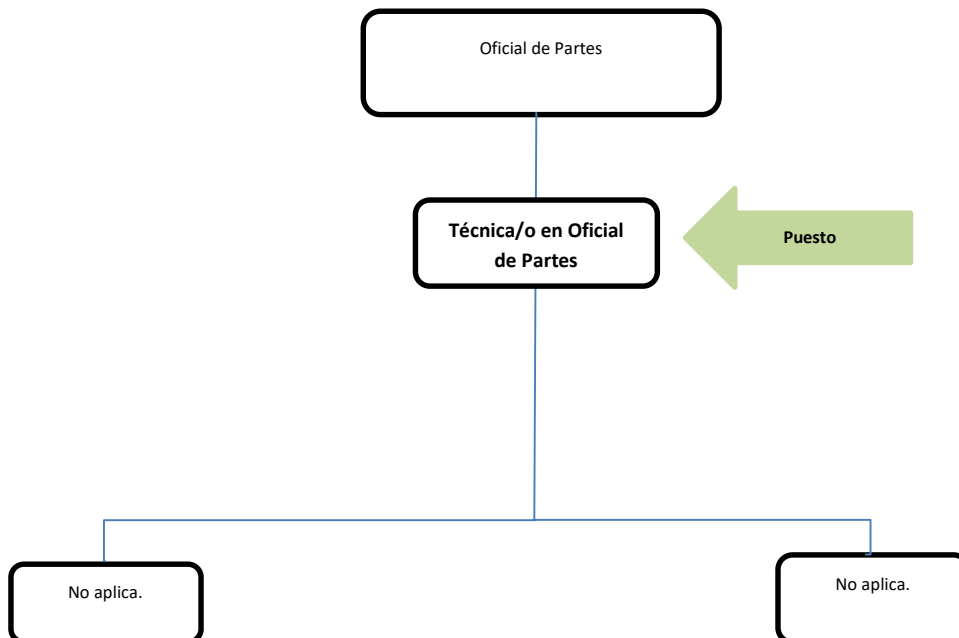 Oficial de Partes
Técnica/o en Oficial
de Partes
Puesto
No aplica.
No aplica.